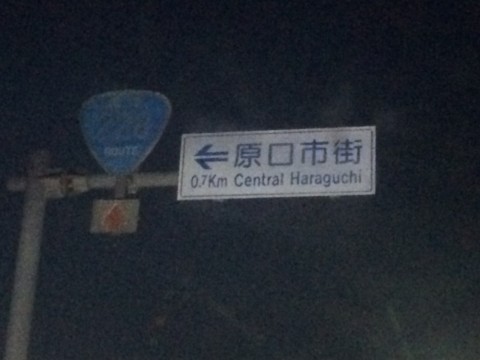 ROUTE
←原口市街
0.7Km Central Haraguchi